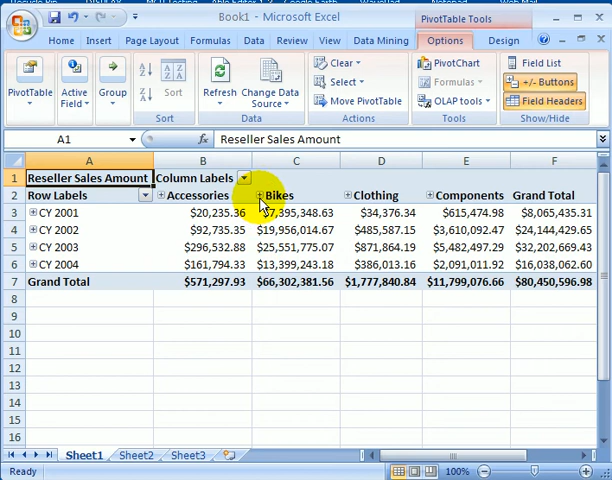 Book1 - Microsoft Excel
PivotTable Tools
Home Insert Page Layout Formulas Data Review View Data Mining Options Design
PivotTable
Active Field
Group
Sort
Refresh
Change Data Source
Data
Clear
Select
Move PivotTable
Actions
PivotChart
Formulas
OLAP tools
Tools
Field List
+/- Buttons
Field Headers
Show/Hide
A1 fx Reseller Sales Amount
A B C D E F
1 Reseller Sales Amount Column Labels
2 Row Labels Accessories Bikes Clothing Components Grand Total
3 CY 2001 $20,235.36 $7,395,348.63 $34,376.34 $615,474.98 $8,065,435.31
4 CY 2002 $92,735.35 $19,956,014.67 $485,587.15 $3,610,092.47 $24,144,429.65
5 CY 2003 $296,532.88 $25,551,775.07 $871,864.19 $5,482,497.29 $32,202,669.43
6 CY 2004 $161,794.33 $13,399,243.18 $386,013.16 $2,091,011.92 $16,038,062.60
7 Grand Total $571,297.93 $66,302,381.56 $1,777,840.84 $11,799,076.66 $80,450,596.98
8
9
10
11
12
13
14
15
16
Sheet1 Sheet2 Sheet3
Ready 100%